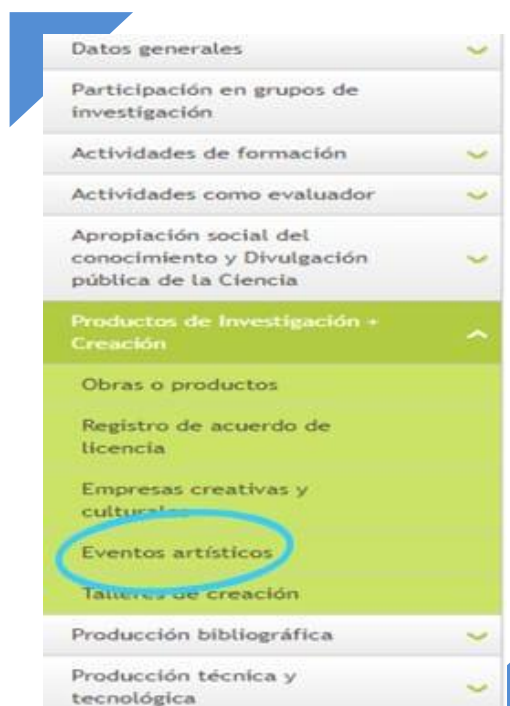 Datos generales
Participación en grupos de
investigación
Actividades de formación
Actividades como evaluador
Apropiación social del
conocimiento y Divulgación
pública de la Ciencia
Productos de Investigación +
Creación
Obras o productos
Registro de acuerdo de
licencia
Empresas creativas y
culturales
Eventos artísticos
Talleres de creación
Producción bibliográfica
Producción técnica y
tecnológica